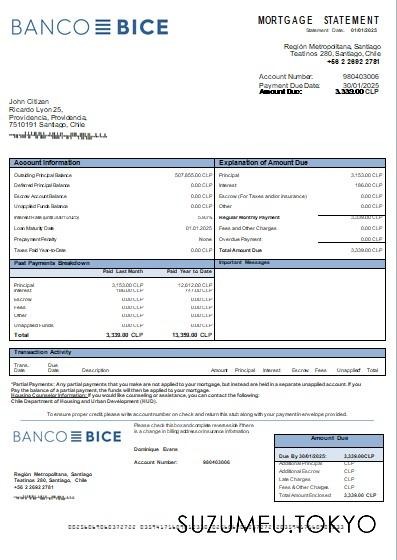 BANCO BICE
MORTGAGE STATEMENT
Statement Date: 01/01/2025
Región Metropolitana, Santiago
Teatinos 280, Santiago, Chile
+56 2 2692 2781
Account Number: 980403006
Payment Due Date: 30/01/2025
Amount Due: 3,339.00 CLP
John Citizen
Ricardo Lyon 25,
Providencia, Providencia,
7510191 Santiago, Chile
Account Information
Outstanding Principal Balance 507,855.00 CLP
Deferred Principal Balance 0.00 CLP
Escrow Account Balance 0.00 CLP
Unapplied Funds Balance 0.00 CLP
Interest Rate
Loan Maturity Date 01.01.2025
Prepayment Penalty None
Taxes Paid Year-to-Date 0.00 CLP
Explanation of Amount Due
Principal 3,153.00 CLP
Interest 186.00 CLP
Escrow (For Taxes and/or Insurance) 0.00 CLP
Other 0.00 CLP
Regular Monthly Payment 3,339.00 CLP
Fees and Other Charges 0.00 CLP
Overdue Payment 0.00 CLP
Total Amount Due 3,339.00 CLP
Past Payments Breakdown
Paid Last Month Paid Year to Date
Principal 3,153.00 CLP 12,612.00 CLP
Interest
Escrow 0.00 CLP 0.00 CLP
Fees 0.00 CLP 0.00 CLP
Other 0.00 CLP 0.00 CLP
Unapplied Funds 0.00 CLP 0.00 CLP
Total 3,339.00 CLP 13,359.00 CLP
Important Messages
Transaction Activity
Trans. Date Due Date Description Amount Principal Interest Escrow Fees Unapplied* Total
*Partial Payments: Any partial payments that you make are not applied to your mortgage, but instead are held in a separate unapplied account. If you
Pay the balance of a partial payment, the funds will then be applied to your mortgage.
Housing Counselor Information: If you would like counseling or assistance, you can contact the following:
Chile Department of Housing and Urban Development (HUD).
To ensure proper credit please write account number on check and return this stub along with your payment in envelope provided.
BANCO BICE
Please check this box and complete reverse side if there
is a change in billing address or insurance information.
Dominique Evans
Account Number: 980403006
Región Metropolitana, Santiago
Teatinos 280, Santiago, Chile
+56 2 2692 2781
Amount Due
Due By 30/01/2025: 3,339.00 CLP
Additional Principal CLP
Additional Escrow CLP
Late Charges CLP
Fees & Other Charges CLP
Total Amount Enclosed 3,339.00 CLP
SUZUMEU.TOKYO